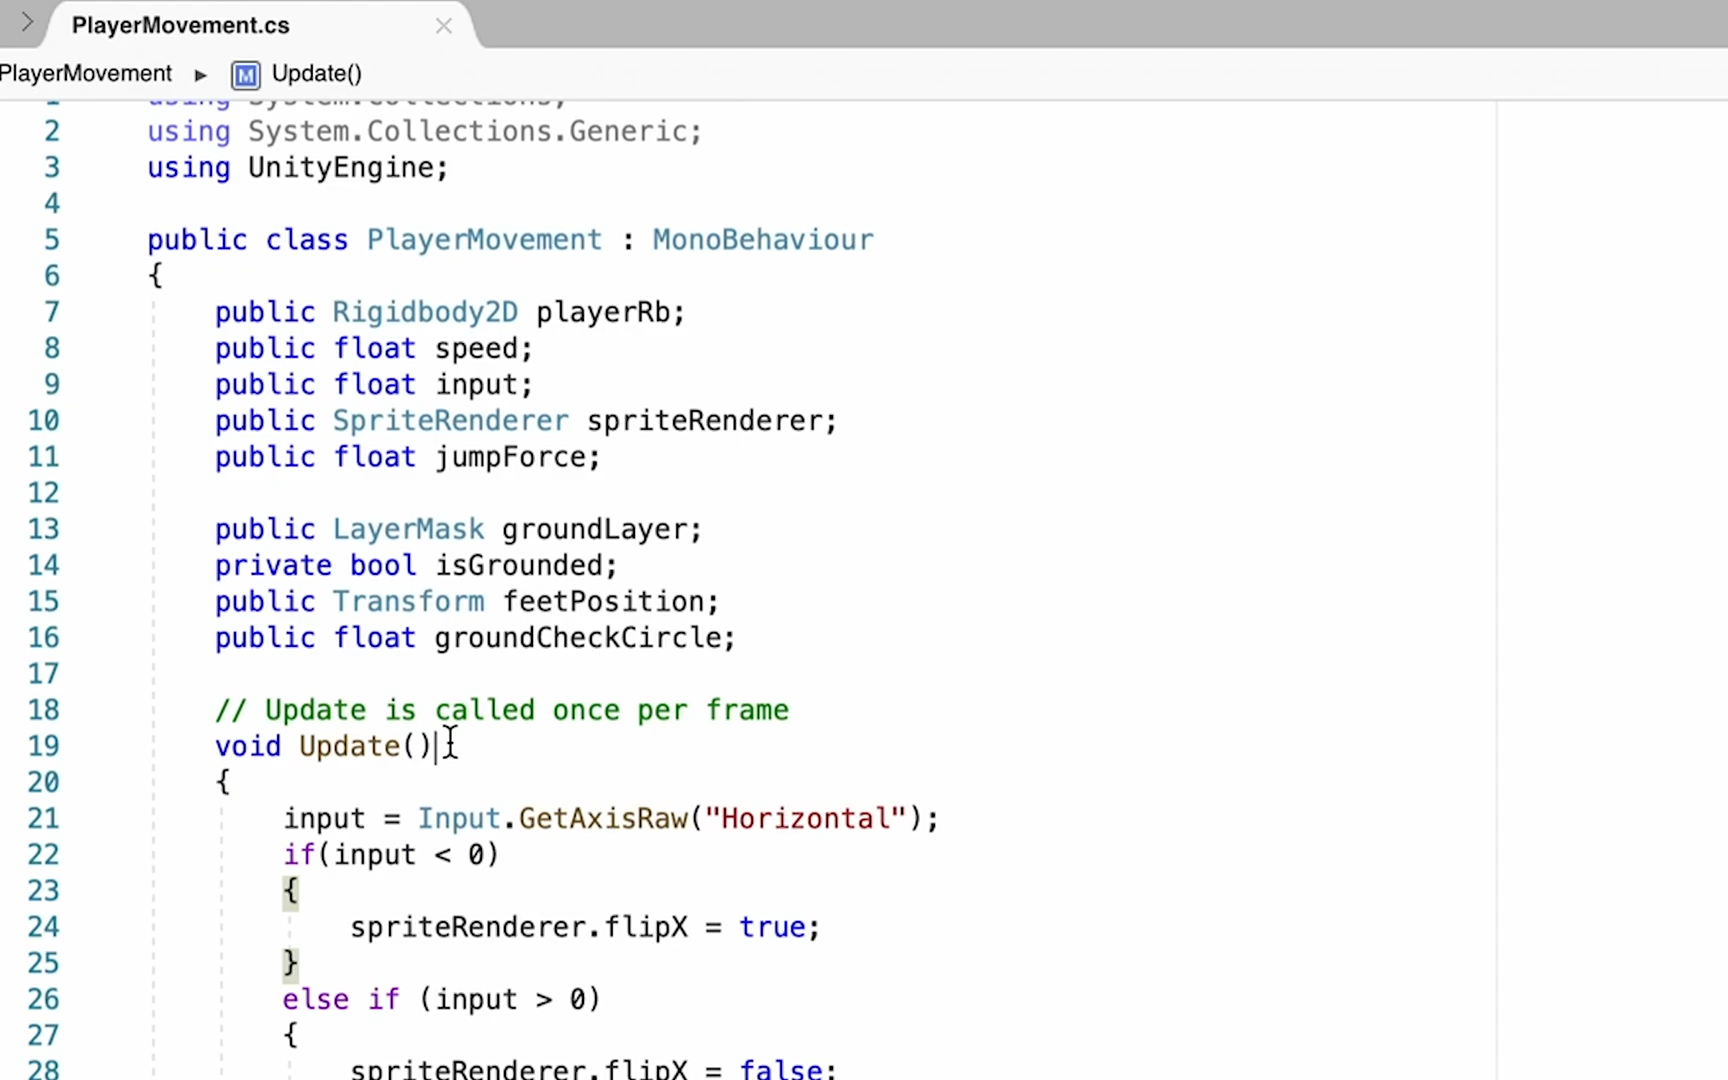 PlayerMovement.cs
PlayerMovement ▸ M Update()
1 using System.Collections;
2 using System.Collections.Generic;
3 using UnityEngine;
4
5 public class PlayerMovement : MonoBehaviour
6 {
7 public Rigidbody2D playerRb;
8 public float speed;
9 public float input;
10 public SpriteRenderer spriteRenderer;
11 public float jumpForce;
12
13 public LayerMask groundLayer;
14 private bool isGrounded;
15 public Transform feetPosition;
16 public float groundCheckCircle;
17
18 // Update is called once per frame
19 void Update()
20 {
21 input = Input.GetAxisRaw("Horizontal");
22 if(input < 0)
23 {
24 spriteRenderer.flipX = true;
25 }
26 else if (input > 0)
27 {
28 spriteRenderer.flipX = false;